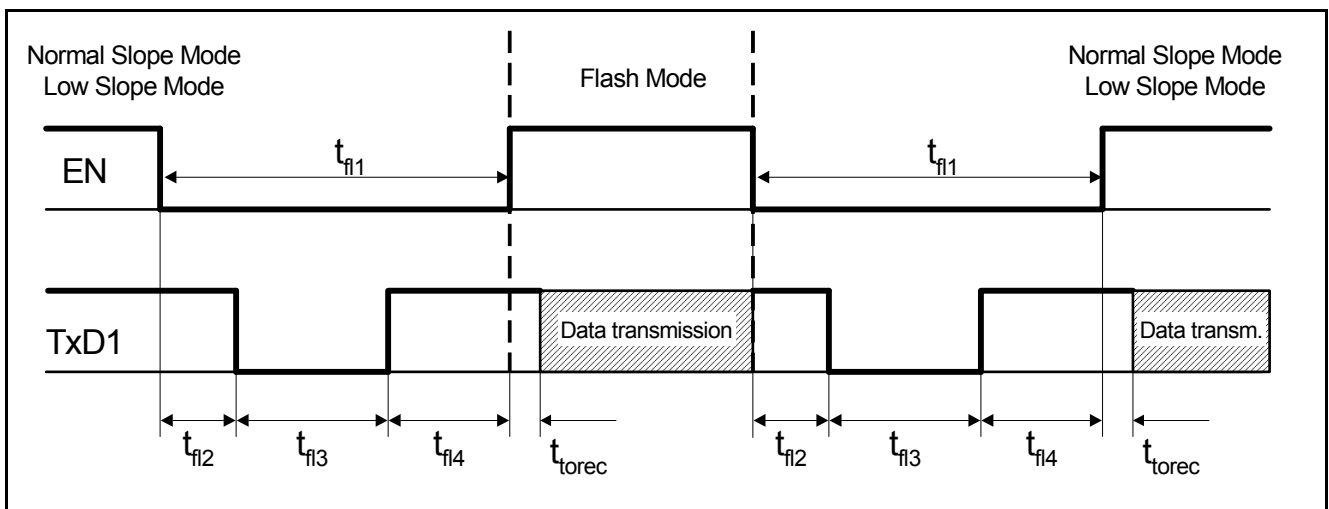 Normal Slope Mode
Low Slope Mode
Flash Mode
Normal Slope Mode
Low Slope Mode
EN
tfl1
tfl1
TxD1
Data transmission
Data transm.
tfl2
tfl3
tfl4
ttorec
tfl2
tfl3
tfl4
ttorec